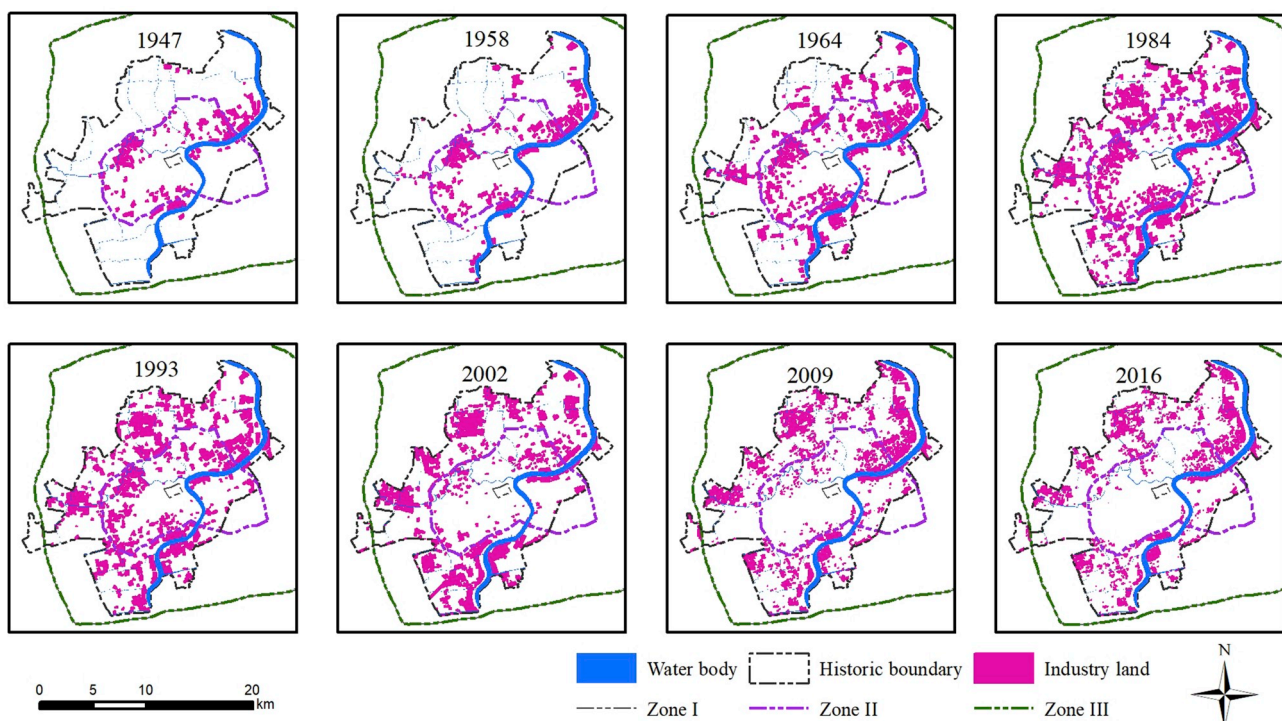 1947
1958
1964
1984
1993
2002
2009
2016
Water body
Historic boundary
Industry land
N
0 5 10 20
km
Zone I
Zone II
Zone III